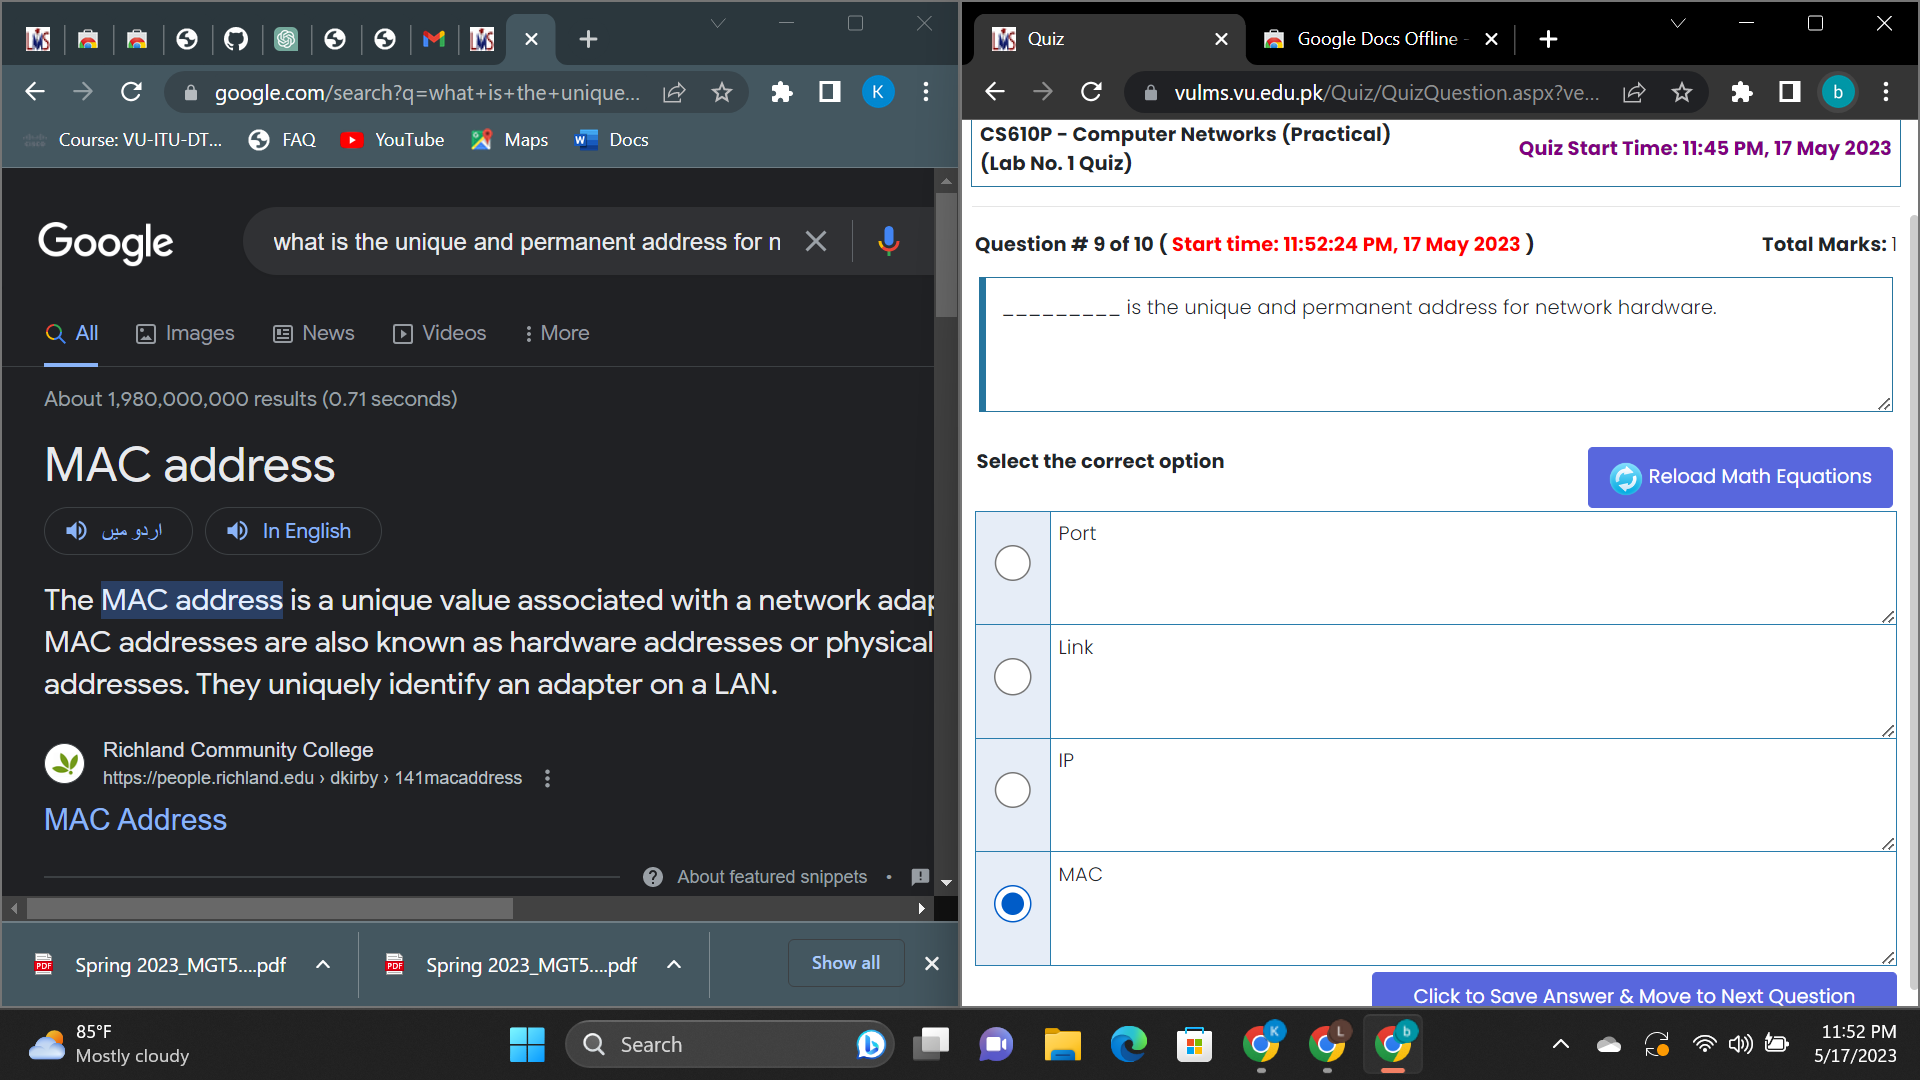 google.com/search?q=what+is+the+unique...
K
Course: VU-ITU-DT...
FAQ
YouTube
Maps
Docs
Google
what is the unique and permanent address for n
All
Images
News
Videos
More
About 1,980,000,000 results (0.71 seconds)
MAC address
اردو میں
In English
The MAC address is a unique value associated with a network adap
MAC addresses are also known as hardware addresses or physical
addresses. They uniquely identify an adapter on a LAN.
Richland Community College
https://people.richland.edu › dkirby › 141macaddress
MAC Address
About featured snippets
Spring 2023_MGT5....pdf
Spring 2023_MGT5....pdf
Show all
Quiz
Google Docs Offline -
vulms.vu.edu.pk/Quiz/QuizQuestion.aspx?ve...
b
CS610P - Computer Networks (Practical)
(Lab No. 1 Quiz)
Quiz Start Time: 11:45 PM, 17 May 2023
Question # 9 of 10 ( Start time: 11:52:24 PM, 17 May 2023 )
Total Marks: 1
_________ is the unique and permanent address for network hardware.
Select the correct option
Reload Math Equations
Port
Link
IP
MAC
Click to Save Answer & Move to Next Question
85°F
Mostly cloudy
Search
K
L
b
11:52 PM
5/17/2023